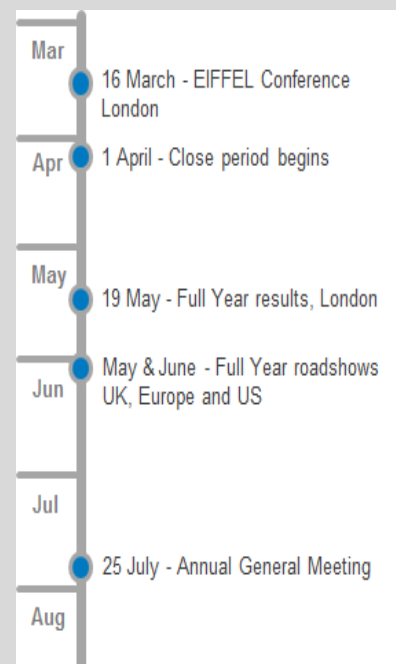 Mar
16 March - EIFFEL Conference
London
Apr
1 April - Close period begins
May
19 May - Full Year results, London
May & June - Full Year roadshows
UK, Europe and US
Jun
Jul
25 July - Annual General Meeting
Aug